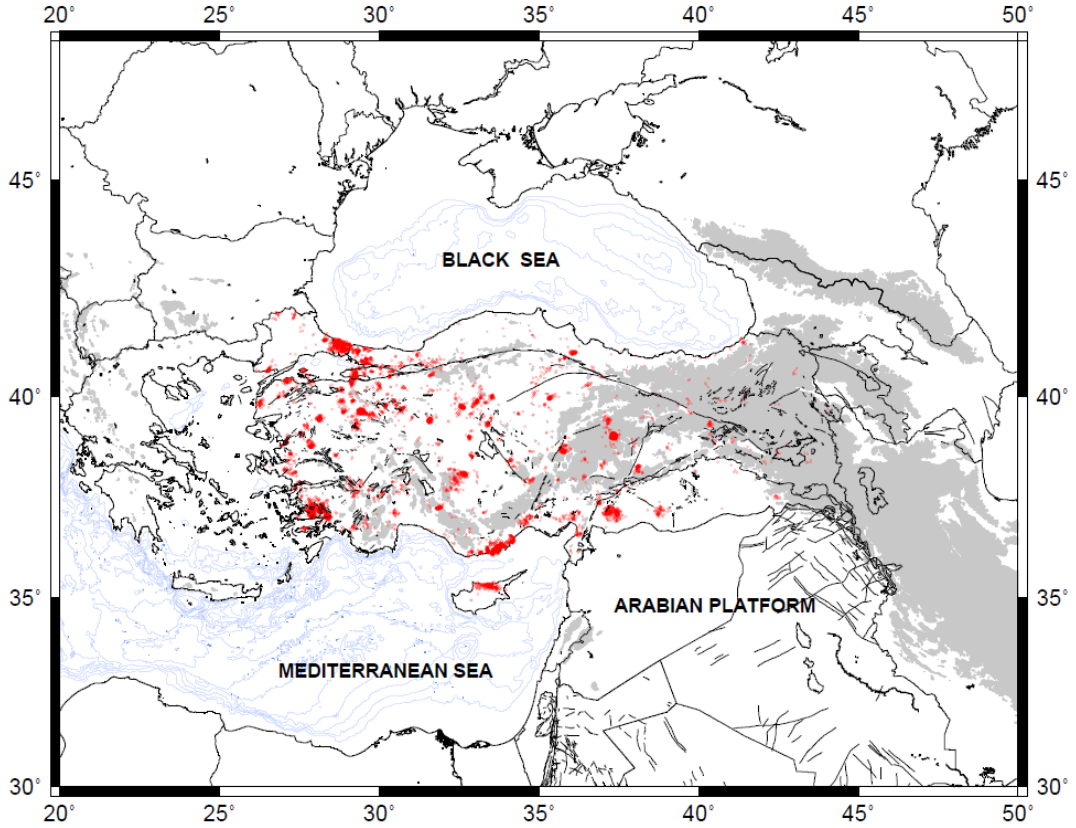 20° 25° 30° 35° 40° 45° 50°
45° 45°
BLACK SEA
40° 40°
35° 35°
ARABIAN PLATFORM
MEDITERRANEAN SEA
30° 30°
20° 25° 30° 35° 40° 45° 50°